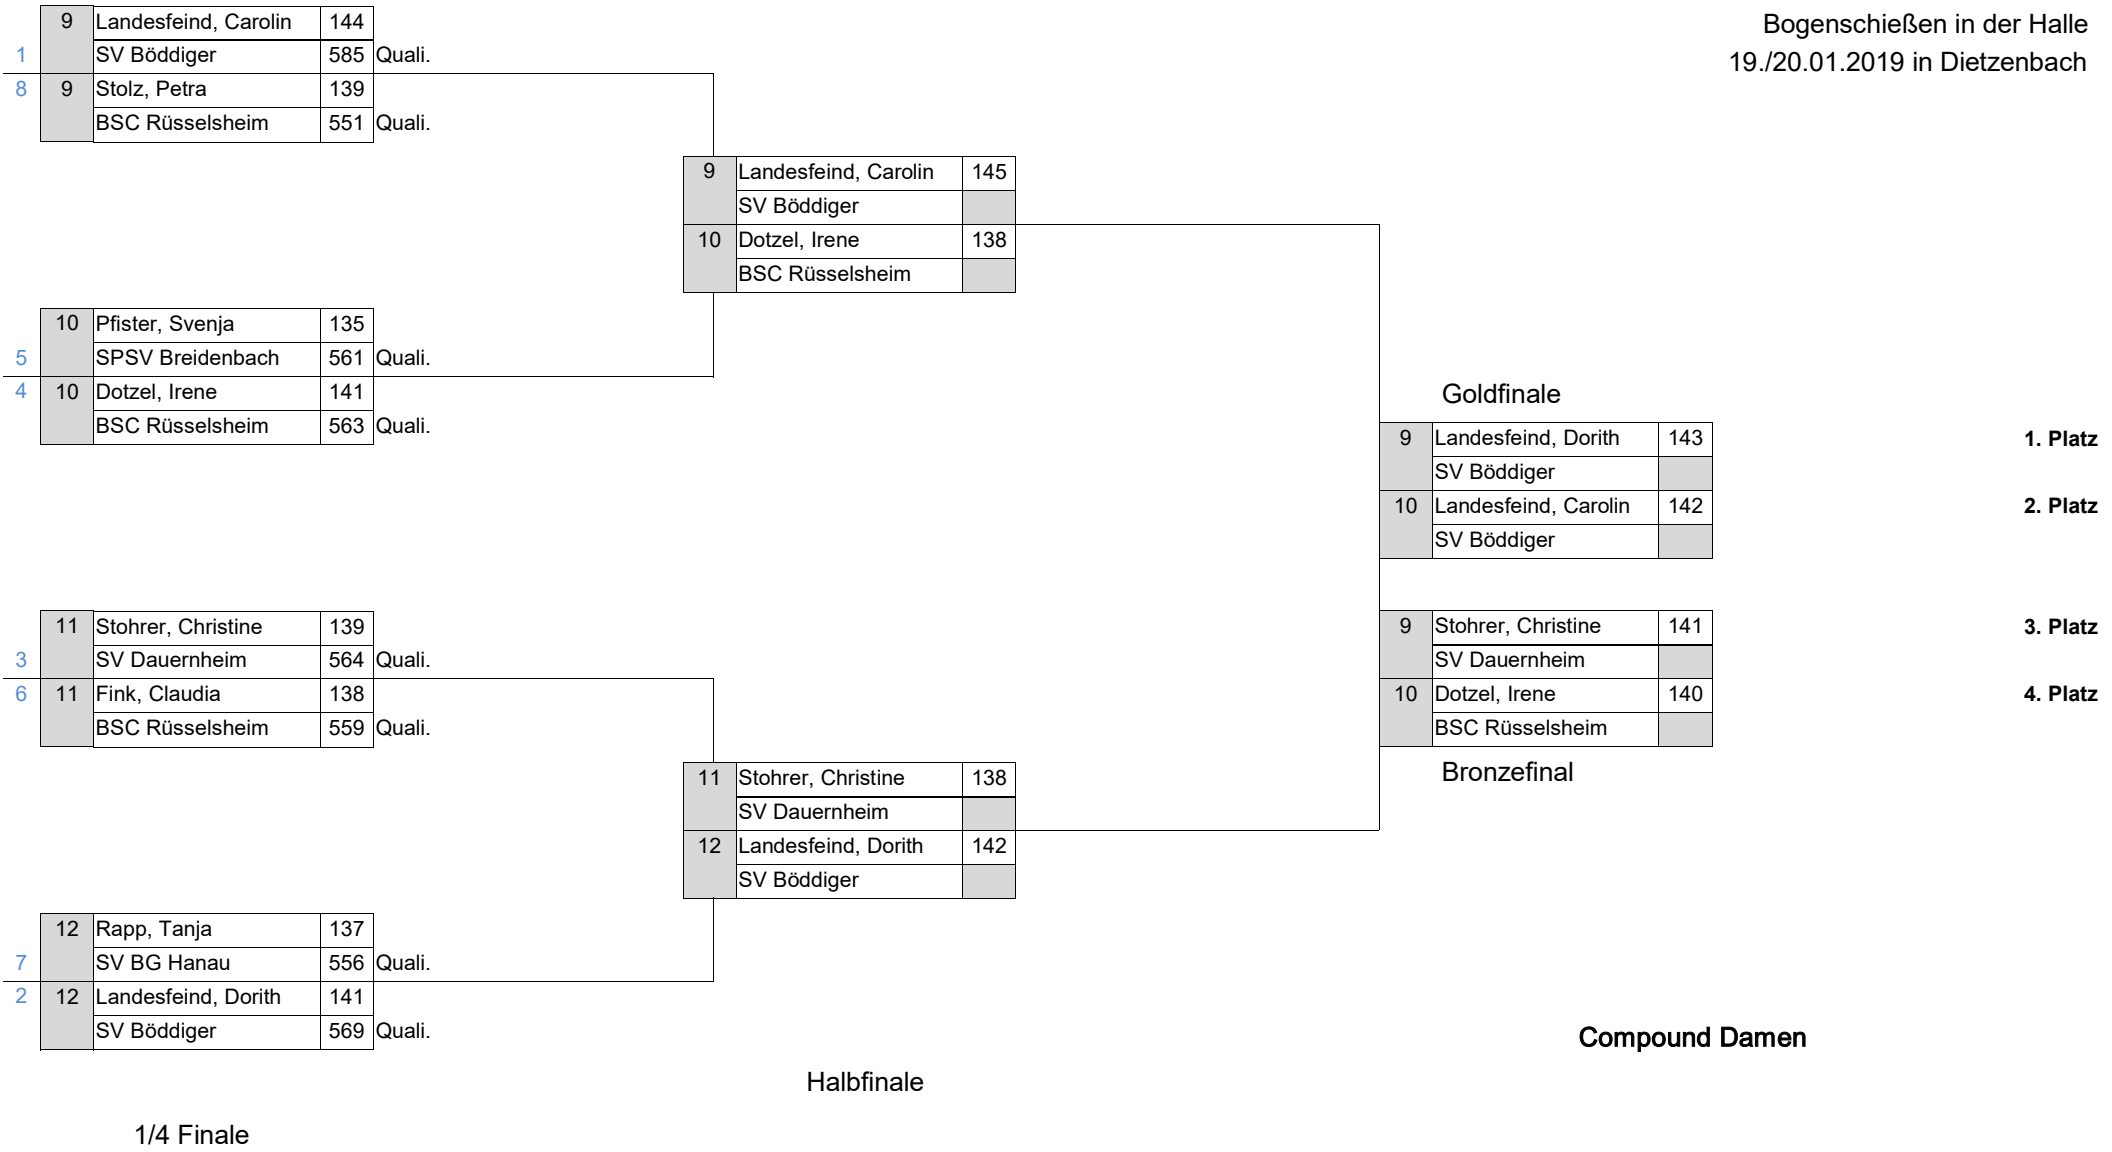 Bogenschießen in der Halle
19./20.01.2019 in Dietzenbach
9 Landesfeind, Carolin 144
1 SV Böddiger 585 Quali.
8 9 Stolz, Petra 139
BSC Rüsselsheim 551 Quali.
9 Landesfeind, Carolin 145
SV Böddiger
10 Dotzel, Irene 138
BSC Rüsselsheim
10 Pfister, Svenja 135
5 SPSV Breidenbach 561 Quali.
4 10 Dotzel, Irene 141
BSC Rüsselsheim 563 Quali.
Goldfinale
9 Landesfeind, Dorith 143 1. Platz
SV Böddiger
10 Landesfeind, Carolin 142 2. Platz
SV Böddiger
11 Stohrer, Christine 139
3 SV Dauernheim 564 Quali.
6 11 Fink, Claudia 138
BSC Rüsselsheim 559 Quali.
9 Stohrer, Christine 141 3. Platz
SV Dauernheim
10 Dotzel, Irene 140 4. Platz
BSC Rüsselsheim
Bronzefinal
11 Stohrer, Christine 138
SV Dauernheim
12 Landesfeind, Dorith 142
SV Böddiger
12 Rapp, Tanja 137
7 SV BG Hanau 556 Quali.
2 12 Landesfeind, Dorith 141
SV Böddiger 569 Quali.
Compound Damen
Halbfinale
1/4 Finale